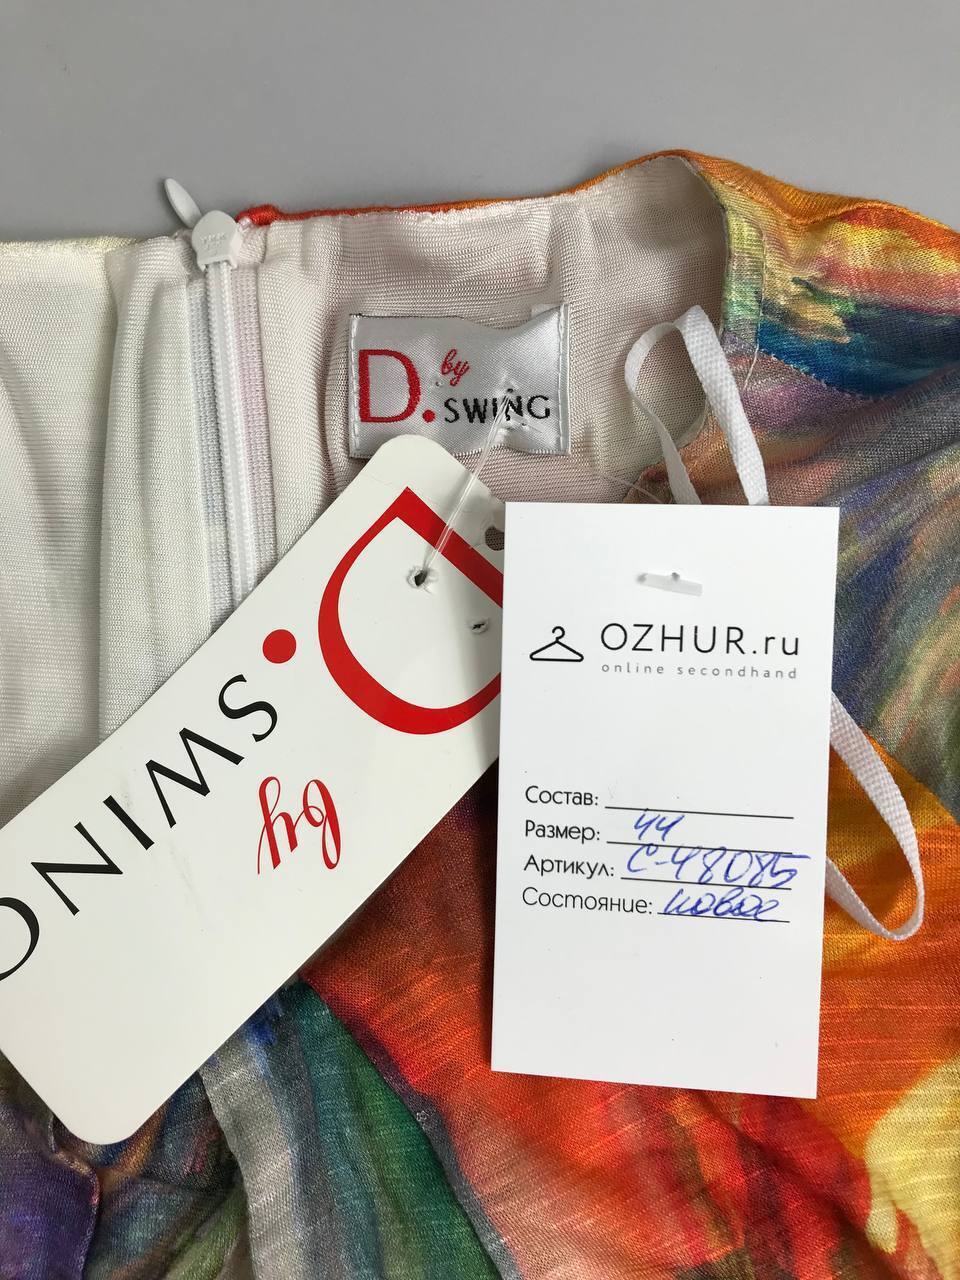 D. by SWING
D. by SWING
OZHUR.ru
online secondhand
Состав:
Размер: 44
Артикул: С-48085
Состояние: новое